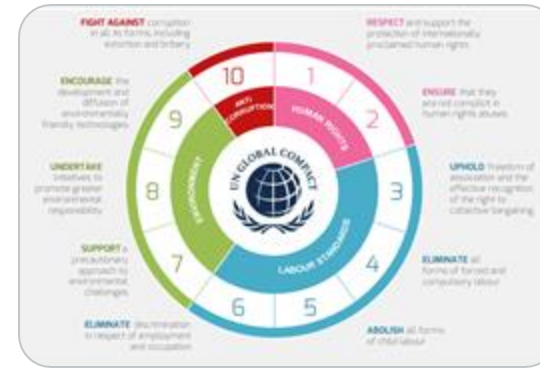 FIGHT AGAINST corruption
in all its forms, including
extortion and bribery
RESPECT and support the
protection of internationally
proclaimed human rights
ENCOURAGE the
development and
diffusion of
environmentally
friendly technologies
ENSURE that they
are not complicit in
human rights abuses
UNDERTAKE
initiatives to
promote greater
environmental
responsibility
UPHOLD freedom of
association and the
effective recognition
of the right to
collective bargaining
SUPPORT a
precautionary
approach to
environmental
challenges
ELIMINATE all
forms of forced and
compulsory labour
ELIMINATE discrimination
in respect of employment
and occupation
ABOLISH all forms
of child labour
10
1
9
2
8
3
7
4
6
5
ANTI
CORRUPTION
HUMAN RIGHTS
ENVIRONMENT
LABOUR STANDARDS
UN GLOBAL COMPACT